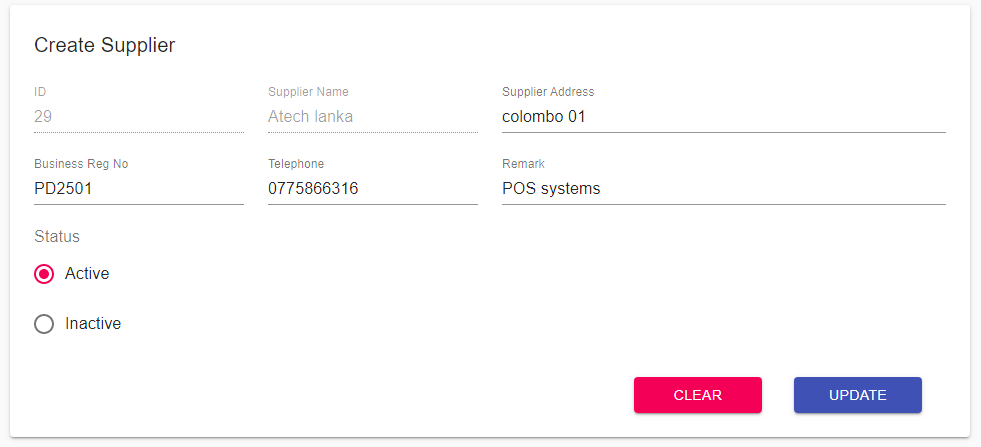 Create Supplier
ID Supplier Name Supplier Address
29 Atech lanka colombo 01
Business Reg No Telephone Remark
PD2501 0775866316 POS systems
Status
Active
Inactive
CLEAR UPDATE